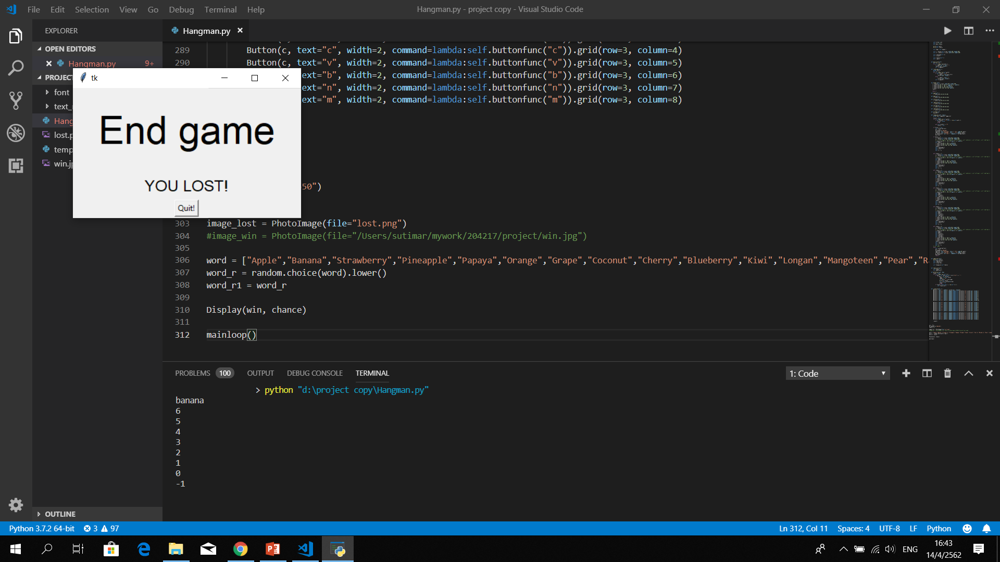 File Edit Selection View Go Debug Terminal Help
Hangman.py - project copy - Visual Studio Code
EXPLORER
Hangman.py
OPEN EDITORS
Hangman.py 9+
PROJECT
font
text_
Hang
lost.p
temp
win.jp
tk
End game
YOU LOST!
Quit!
289 Button(c, text="c", width=2, command=lambda:self.buttonfunc("c")).grid(row=3, column=4)
290 Button(c, text="v", width=2, command=lambda:self.buttonfunc("v")).grid(row=3, column=5)
text="b", width=2, command=lambda:self.buttonfunc("b")).grid(row=3, column=6)
text="n", width=2, command=lambda:self.buttonfunc("n")).grid(row=3, column=7)
text="m", width=2, command=lambda:self.buttonfunc("m")).grid(row=3, column=8)
50")
303 image_lost = PhotoImage(file="lost.png")
304 #image_win = PhotoImage(file="/Users/sutimar/mywork/204217/project/win.jpg")
305
306 word = ["Apple","Banana","Strawberry","Pineapple","Papaya","Orange","Grape","Coconut","Cherry","Blueberry","Kiwi","Longan","Mangoteen","Pear","Ra
307 word_r = random.choice(word).lower()
308 word_r1 = word_r
309
310 Display(win, chance)
311
312 mainloop()
PROBLEMS 100 OUTPUT DEBUG CONSOLE TERMINAL
1: Code
> python "d:\project copy\Hangman.py"
banana
6
5
4
3
2
1
0
-1
OUTLINE
Python 3.7.2 64-bit 3 97
Ln 312, Col 11 Spaces: 4 UTF-8 LF Python
ENG
16:43
14/4/2562